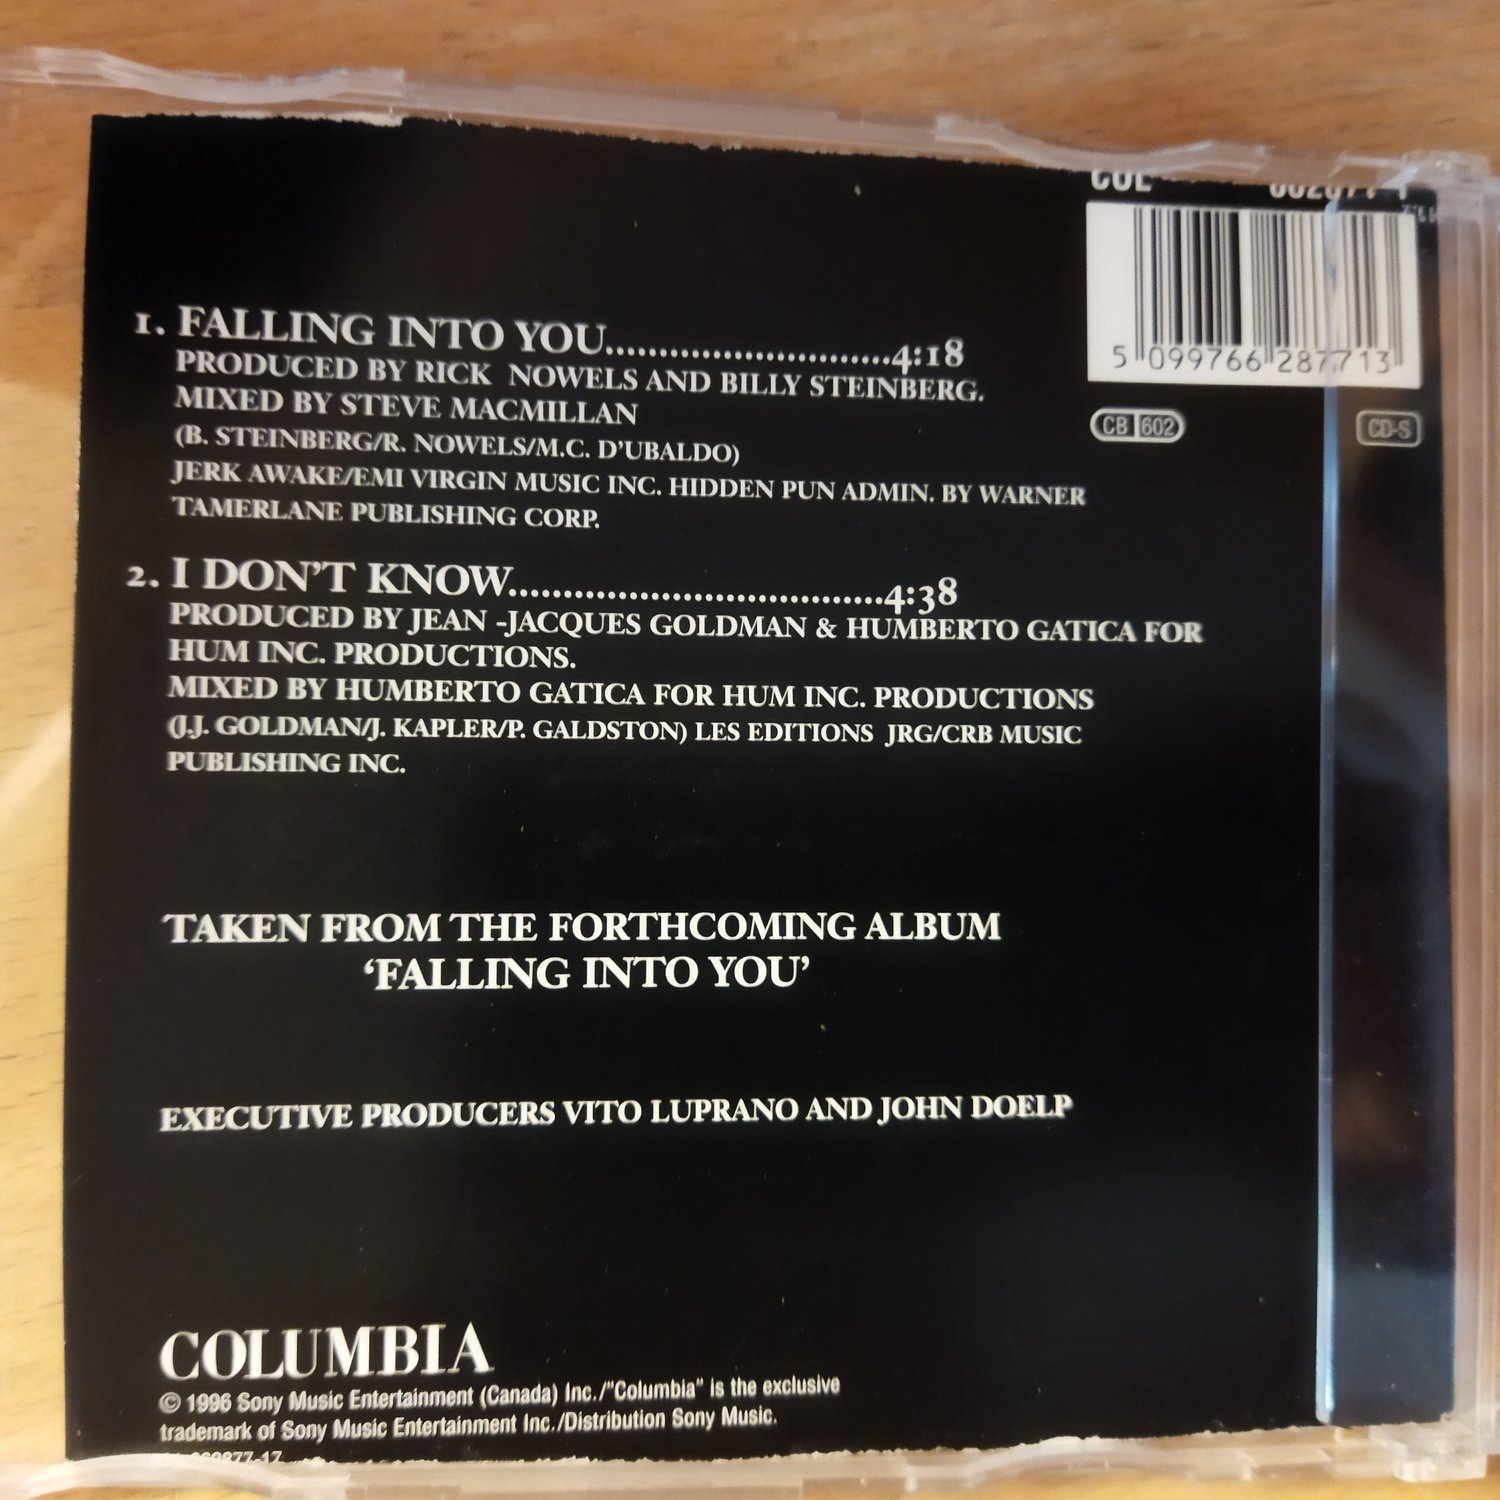 COL
1. FALLING INTO YOU...........................4:18
PRODUCED BY RICK NOWELS AND BILLY STEINBERG.
MIXED BY STEVE MACMILLAN
(B. STEINBERG/R. NOWELS/M.C. D'UBALDO)
JERK AWAKE/EMI VIRGIN MUSIC INC. HIDDEN PUN ADMIN. BY WARNER
TAMERLANE PUBLISHING CORP.
5 099766 287713
CB 602
CD-S
2. I DON'T KNOW...................................4:38
PRODUCED BY JEAN -JACQUES GOLDMAN & HUMBERTO GATICA FOR
HUM INC. PRODUCTIONS.
MIXED BY HUMBERTO GATICA FOR HUM INC. PRODUCTIONS
(J.J. GOLDMAN/J. KAPLER/P. GALDSTON) LES EDITIONS JRG/CRB MUSIC
PUBLISHING INC.
TAKEN FROM THE FORTHCOMING ALBUM
'FALLING INTO YOU'
EXECUTIVE PRODUCERS VITO LUPRANO AND JOHN DOELP
COLUMBIA
© 1996 Sony Music Entertainment (Canada) Inc./"Columbia" is the exclusive
trademark of Sony Music Entertainment Inc./Distribution Sony Music.